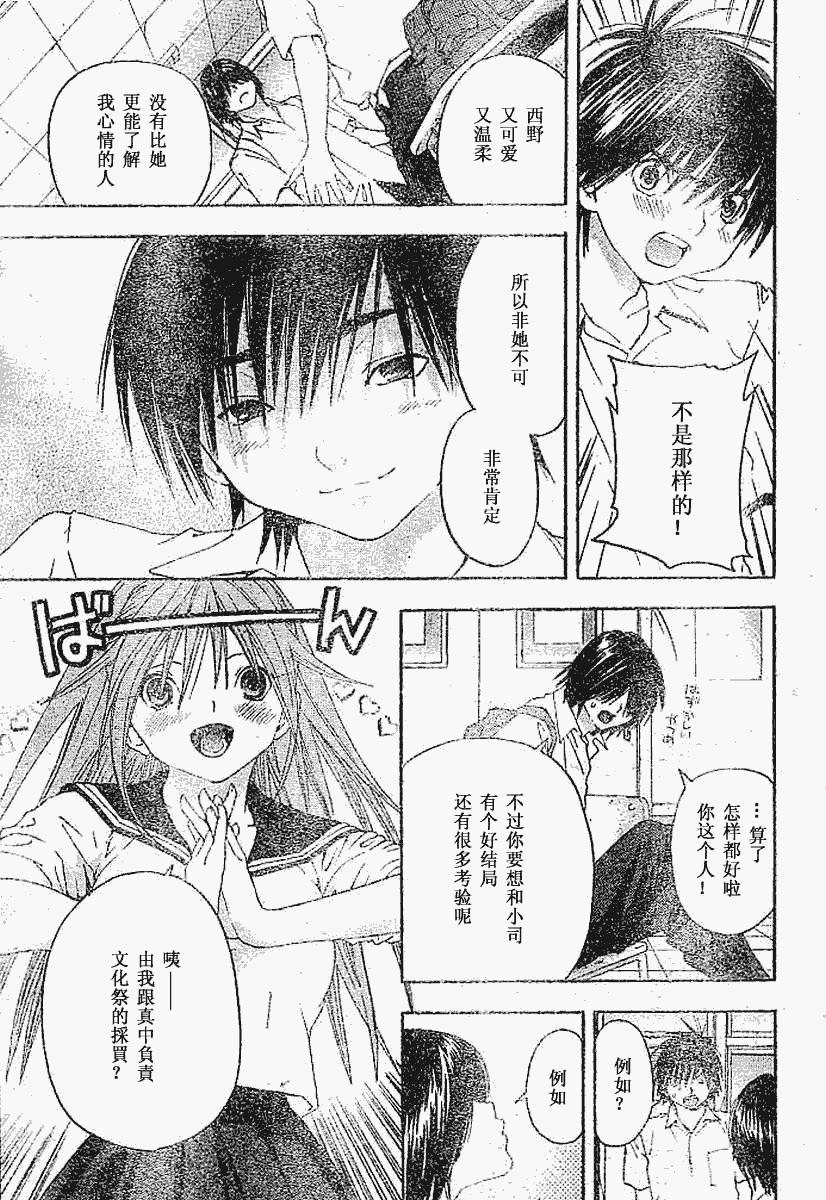 不是那样的！
西野
又可爱
又温柔
没有比她
更能了解
我心情的人
所以非她不可
非常肯定
…算了
怎样都好啦
你这个人！
不过你要想和小司
有个好结局
还有很多考验呢
例如？
例如
ばーん
咦——
由我跟真中負責
文化祭的採買？